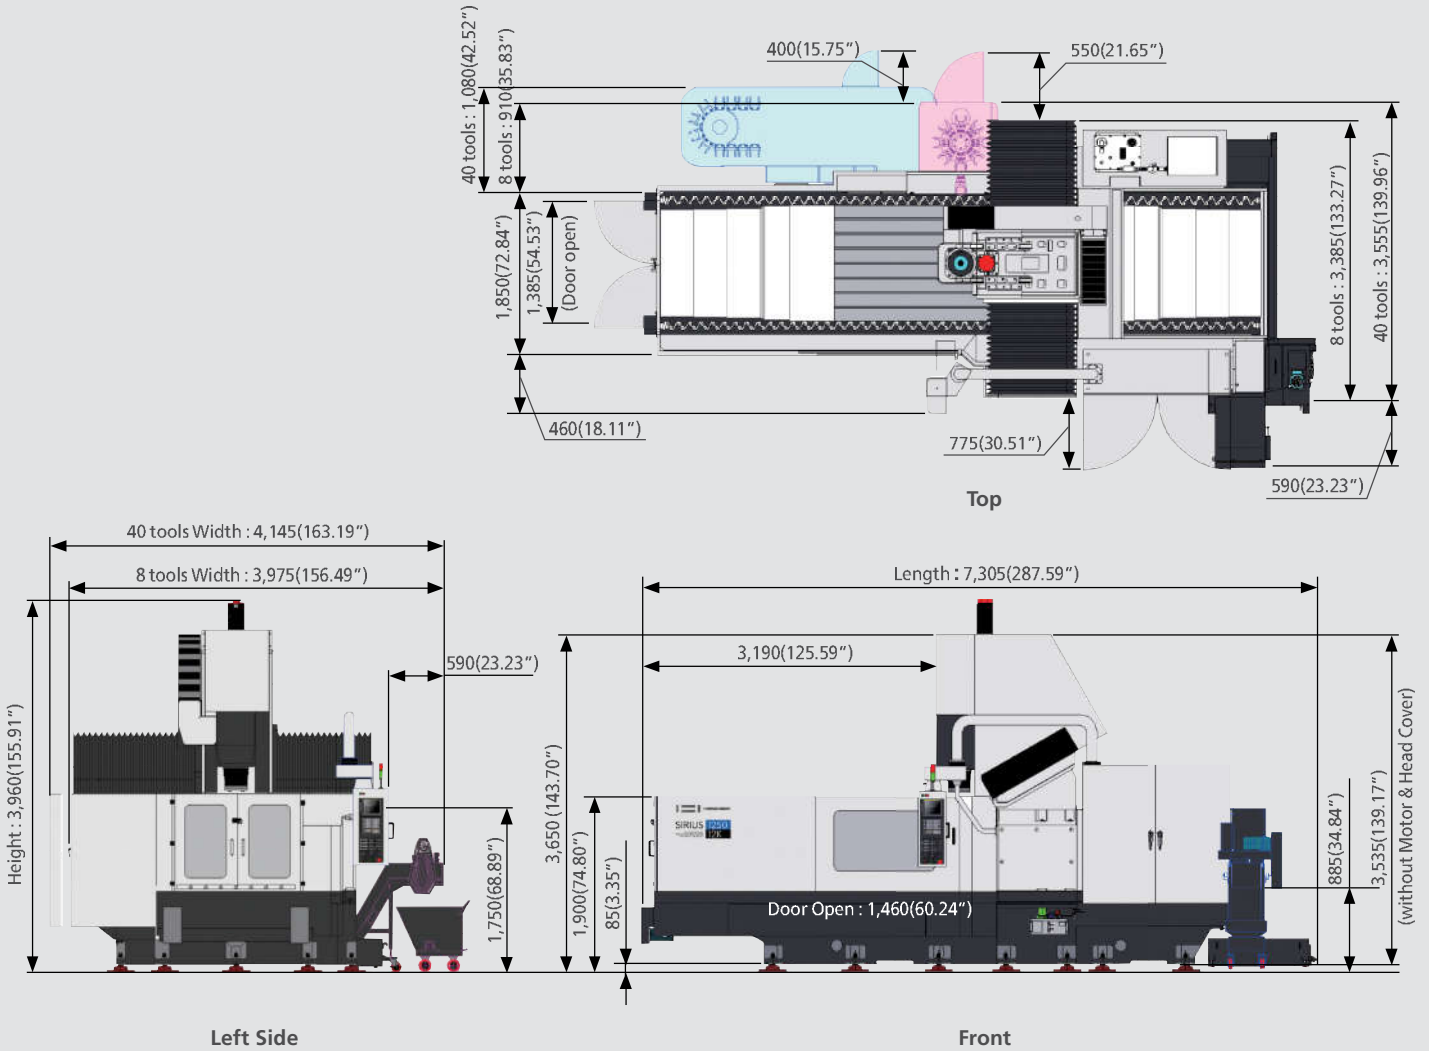 40 tools : 1,080(42.52″)
8 tools : 910(35.83″)
400(15.75″)
550(21.65″)
1,850(72.84″)
1,385(54.53″)
(Door open)
8 tools : 3,385(133.27″)
40 tools : 3,555(139.96″)
460(18.11″)
775(30.51″)
590(23.23″)
Top
40 tools Width : 4,145(163.19″)
8 tools Width : 3,975(156.49″)
Height : 3,960(155.91″)
590(23.23″)
1,750(68.89″)
Left Side
Length : 7,305(287.59″)
3,190(125.59″)
3,650 (143.70″)
1,900(74.80″)
85(3.35″)
SIRIUS 1250
12K
Door Open : 1,460(60.24″)
885(34.84″)
3,535(139.17″)
(without Motor & Head Cover)
Front